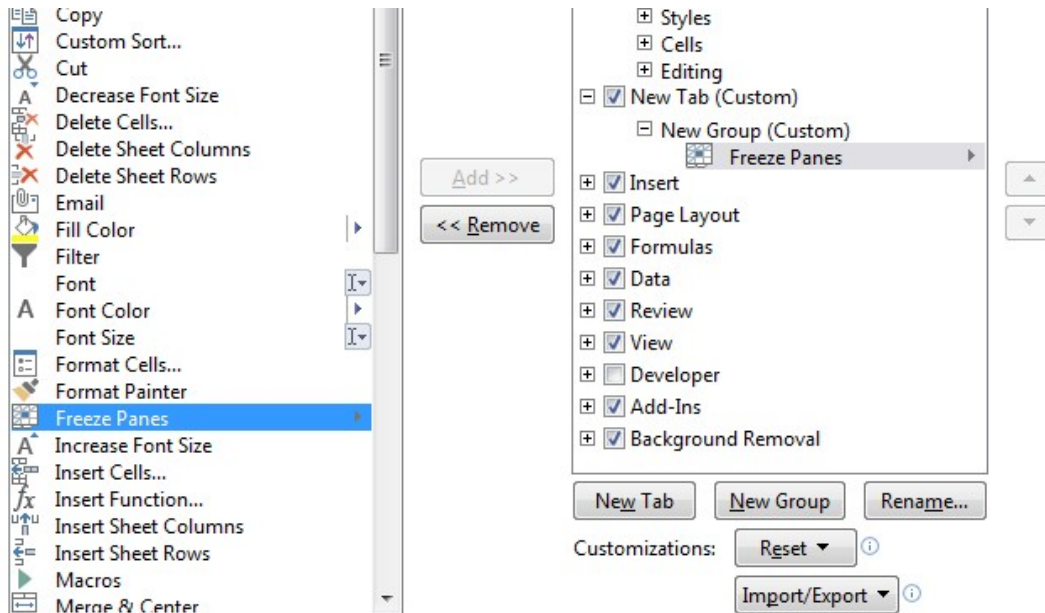 Copy
Custom Sort...
Cut
Decrease Font Size
Delete Cells...
Delete Sheet Columns
Delete Sheet Rows
Email
Fill Color
Filter
Font
Font Color
Font Size
Format Cells...
Format Painter
Freeze Panes
Increase Font Size
Insert Cells...
Insert Function...
Insert Sheet Columns
Insert Sheet Rows
Macros
Merge & Center
Add >>
<< Remove
Styles
Cells
Editing
New Tab (Custom)
New Group (Custom)
Freeze Panes
Insert
Page Layout
Formulas
Data
Review
View
Developer
Add-Ins
Background Removal
New Tab New Group Rename...
Customizations: Reset
Import/Export